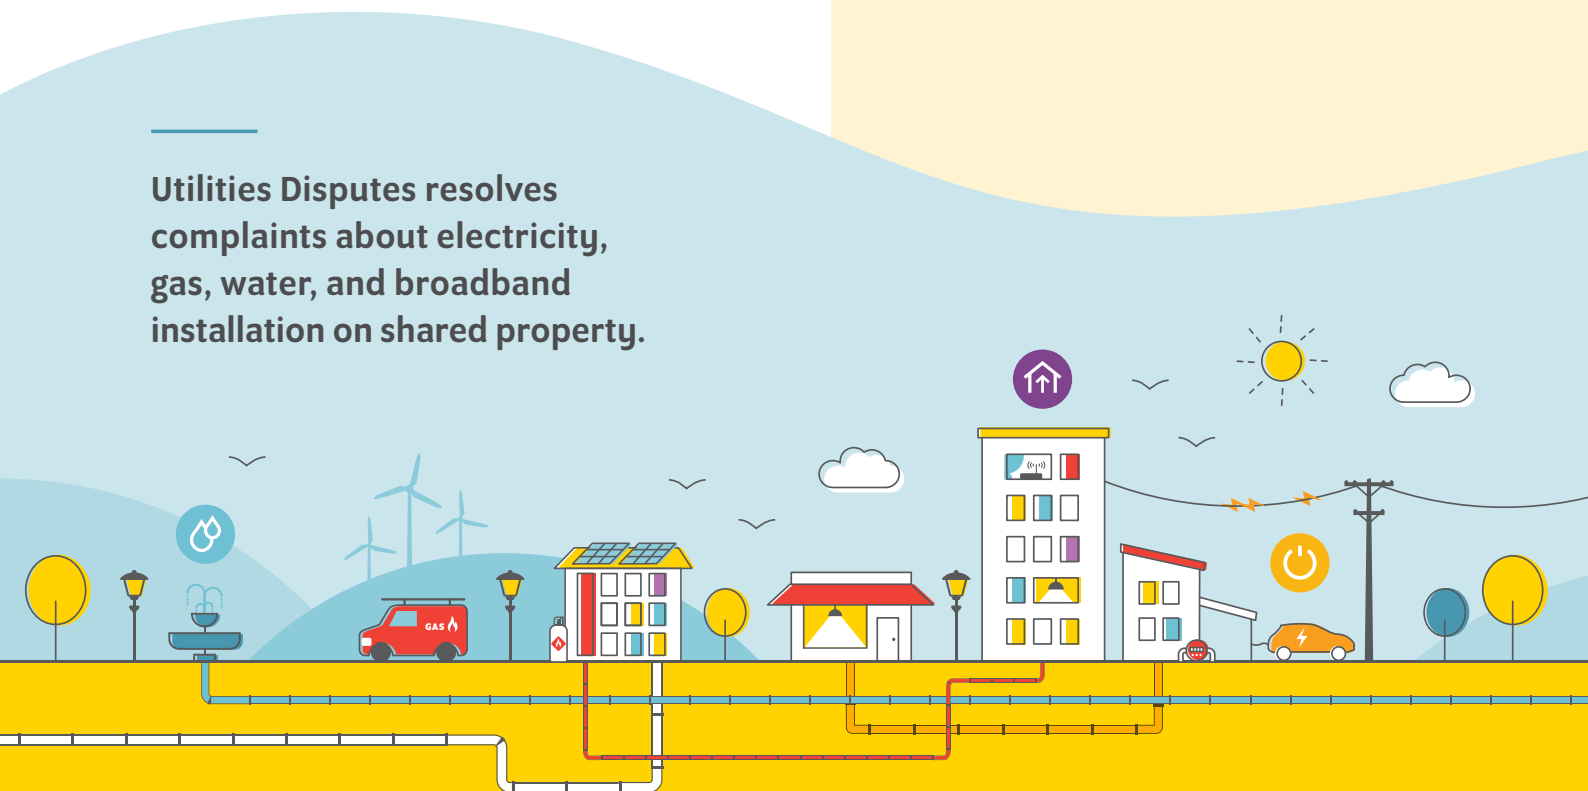 Utilities Disputes resolves
complaints about electricity,
gas, water, and broadband
installation on shared property.
GAS